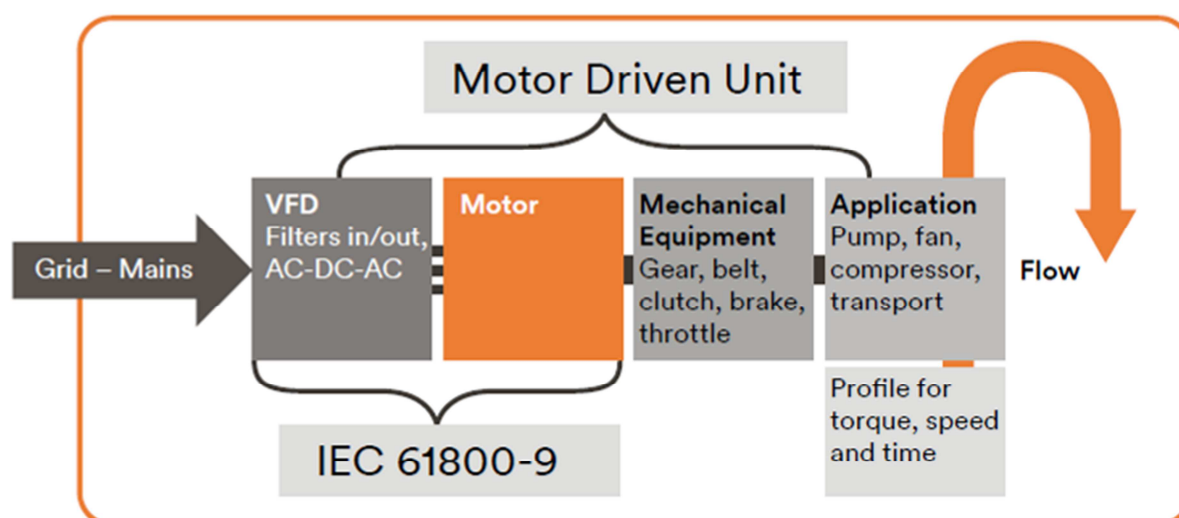 Motor Driven Unit
Grid – Mains
VFD
Filters in/out,
AC-DC-AC
Motor
Mechanical
Equipment
Gear, belt,
clutch, brake,
throttle
Application
Pump, fan,
compressor,
transport
Flow
Profile for
torque, speed
and time
IEC 61800-9